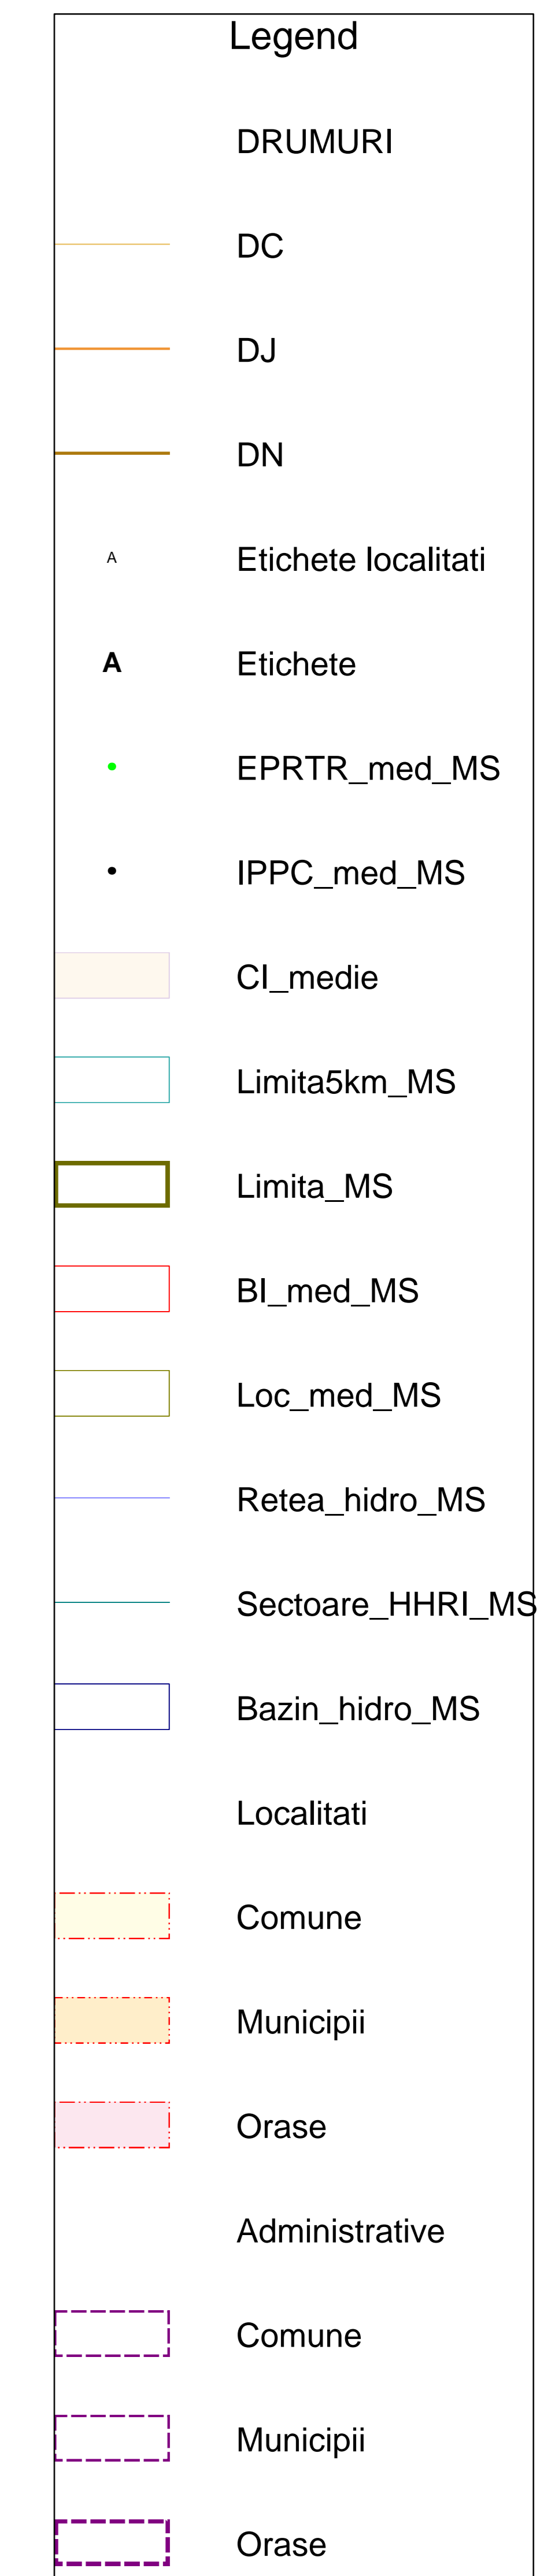 Legend
DRUMURI
DC
DJ
DN
A Etichete localitati
A Etichete
EPRTR_med_MS
IPPC_med_MS
CI_medie
Limita5km_MS
Limita_MS
BI_med_MS
Loc_med_MS
Retea_hidro_MS
Sectoare_HHRI_MS
Bazin_hidro_MS
Localitati
Comune
Municipii
Orase
Administrative
Comune
Municipii
Orase